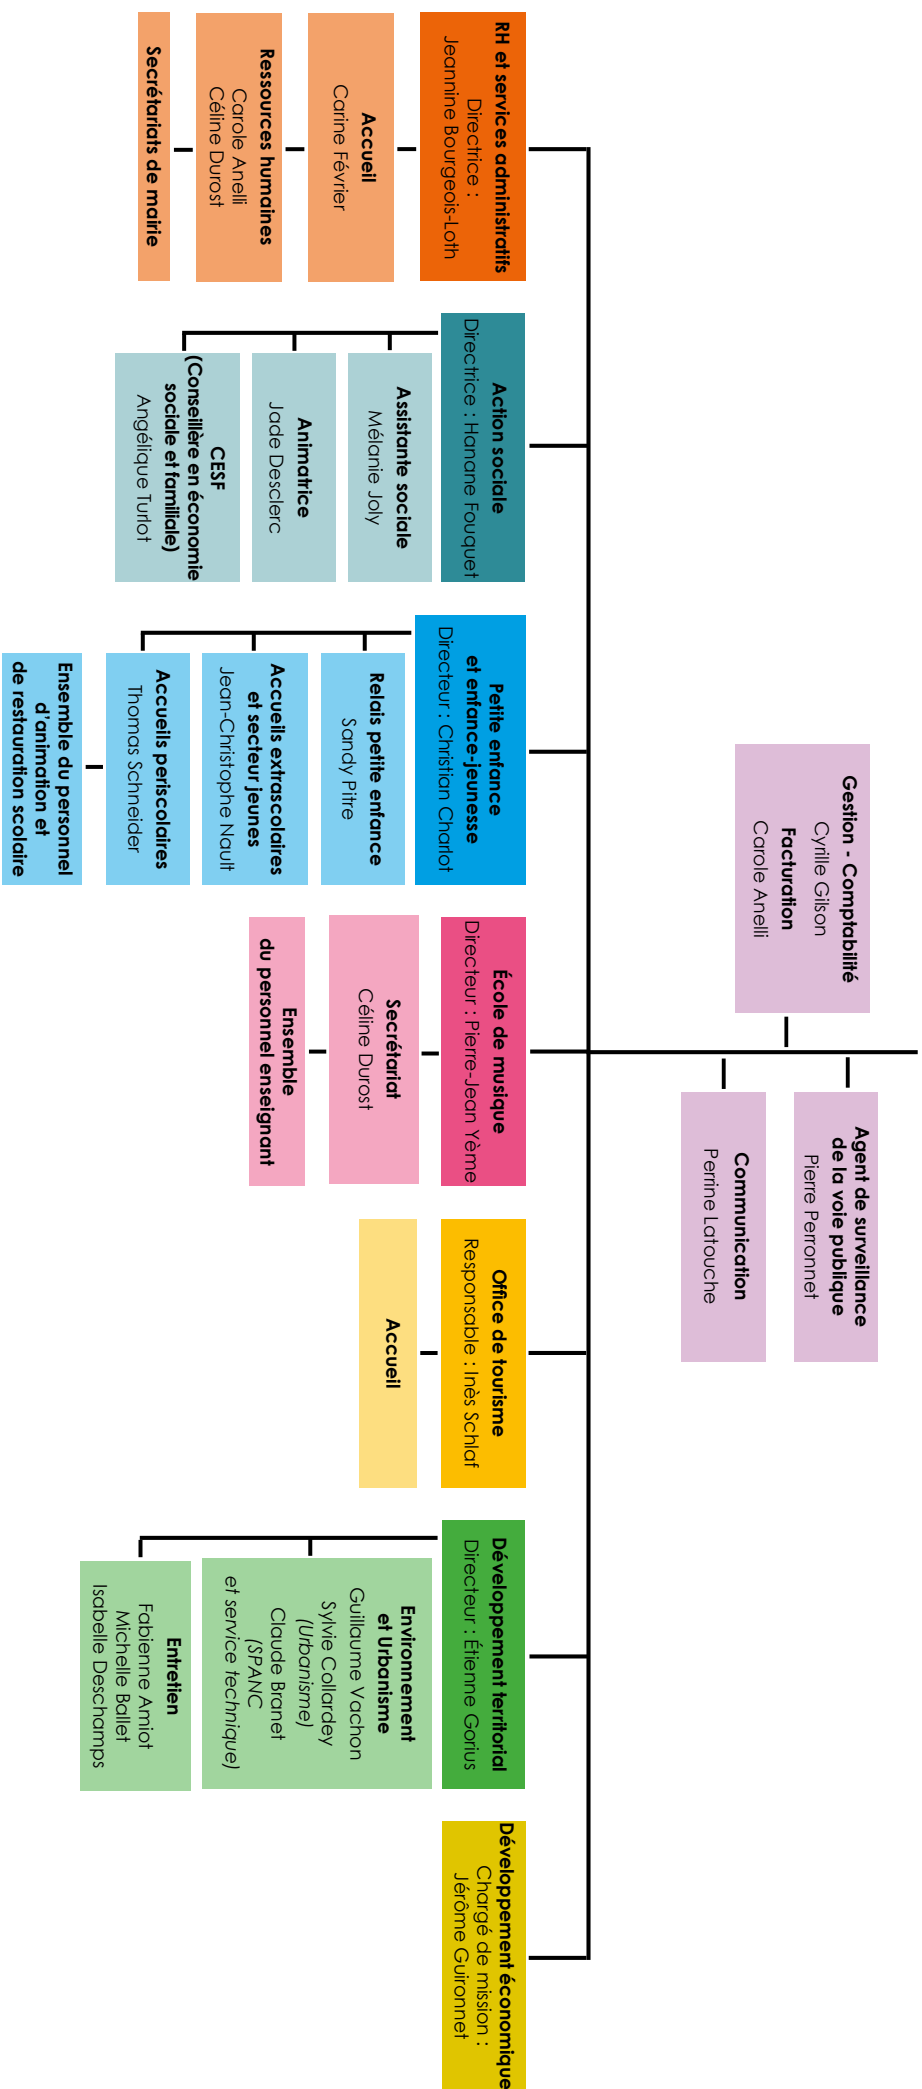 Gestion - Comptabilité
Cyrille Gilson
Facturation
Carole Anelli
Agent de surveillance
de la voie publique
Pierre Perronnet
Communication
Perrine Latouche
RH et services administratifs
Directrice :
Jeannine Bourgeois-Loth
Accueil
Carine Février
Ressources humaines
Carole Anelli
Céline Durost
Secrétariats de mairie
Action sociale
Directrice : Hanane Fouquet
Assistante sociale
Mélanie Joly
Animatrice
Jade Desclerc
CESF
(Conseillère en économie
sociale et familiale)
Angélique Turlot
Petite enfance
et enfance-jeunesse
Directeur : Christian Charlot
Relais petite enfance
Sandy Pitre
Accueils extrascolaires
et secteur jeunes
Jean-Christophe Nault
Accueils periscolaires
Thomas Schneider
Ensemble du personnel
d'animation et
de restauration scolaire
École de musique
Directeur : Pierre-Jean Yème
Secrétariat
Céline Durost
Ensemble
du personnel enseignant
Office de tourisme
Responsable : Inès Schlaf
Accueil
Développement territorial
Directeur : Étienne Gorius
Environnement
et Urbanisme
Guillaume Vachon
Sylvie Collardey
(Urbanisme)
Claude Branet
(SPANC
et service technique)
Entretien
Fabienne Amiot
Michelle Ballet
Isabelle Deschamps
Développement économique
Chargé de mission :
Jérôme Guironnet